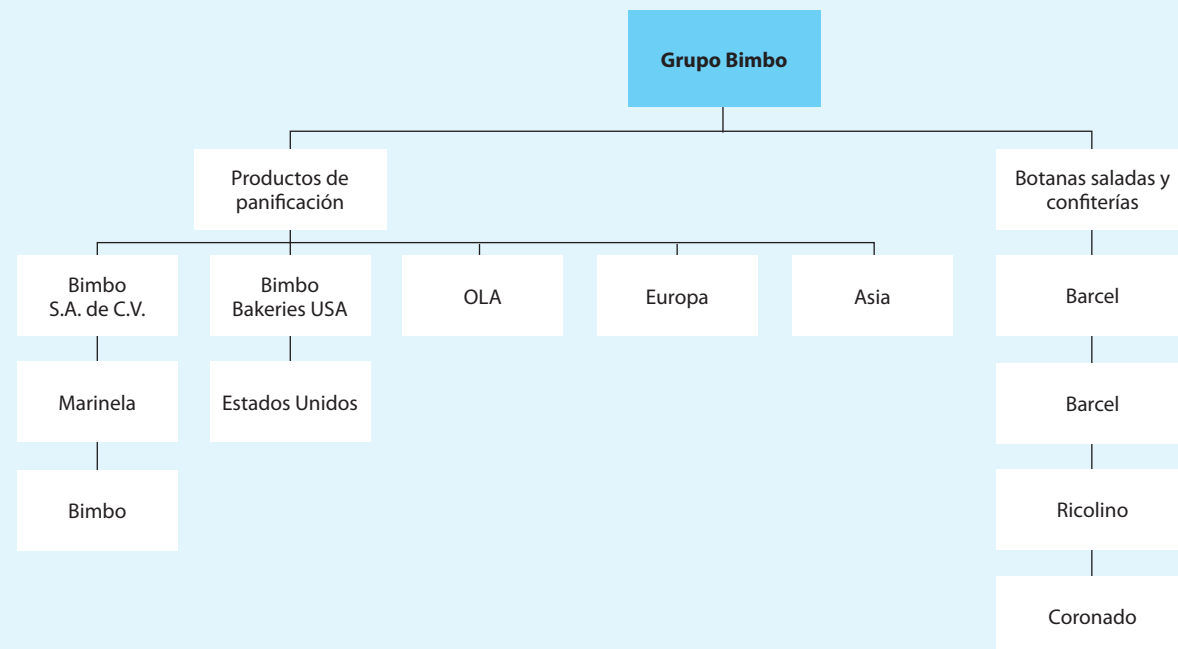 Grupo Bimbo
Productos de
panificación
Botanas saladas y
confiterías
Bimbo
S.A. de C.V.
Bimbo
Bakeries USA
OLA
Europa
Asia
Barcel
Marinela
Estados Unidos
Barcel
Bimbo
Ricolino
Coronado